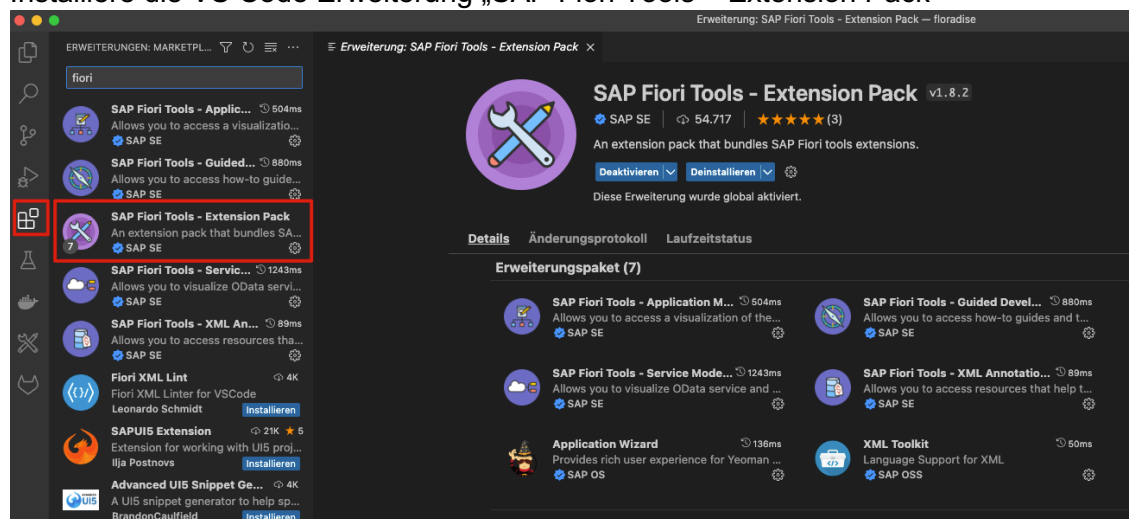 Installiere die VS Code Erweiterung „SAP Fiori Tools – Extension Pack“
Erweiterung: SAP Fiori Tools - Extension Pack — floradise
ERWEITERUNGEN: MARKETPL...
Erweiterung: SAP Fiori Tools - Extension Pack
fiori
SAP Fiori Tools - Applic... 504ms
Allows you to access a visualizatio...
SAP SE
SAP Fiori Tools - Guided... 880ms
Allows you to access how-to guide...
SAP SE
SAP Fiori Tools - Extension Pack
An extension pack that bundles SA...
7
SAP SE
SAP Fiori Tools - Servic... 1243ms
Allows you to visualize OData servi...
SAP SE
SAP Fiori Tools - XML An... 89ms
Allows you to access resources tha...
SAP SE
Fiori XML Lint 4K
Fiori XML Linter for VSCode
Leonardo Schmidt Installieren
SAPUI5 Extension 21K ★ 5
Extension for working with UI5 proj...
Ilja Postnovs Installieren
Advanced UI5 Snippet Ge... 4K
A UI5 snippet generator to help sp...
UI5
BrandonCaulfield Installieren
SAP Fiori Tools - Extension Pack v1.8.2
SAP SE 54.717 ★★★★★(3)
An extension pack that bundles SAP Fiori tools extensions.
Deaktivieren Deinstallieren
Diese Erweiterung wurde global aktiviert.
Details Änderungsprotokoll Laufzeitstatus
Erweiterungspaket (7)
SAP Fiori Tools - Application M... 504ms
Allows you to access a visualization of the...
SAP SE
SAP Fiori Tools - Guided Devel... 880ms
Allows you to access how-to guides and t...
SAP SE
SAP Fiori Tools - Service Mode... 1243ms
Allows you to visualize OData service and ...
SAP SE
SAP Fiori Tools - XML Annotatio... 89ms
Allows you to access resources that help t...
SAP SE
Application Wizard 136ms
Provides rich user experience for Yeoman ...
SAP OS
XML Toolkit 50ms
Language Support for XML
SAP OSS